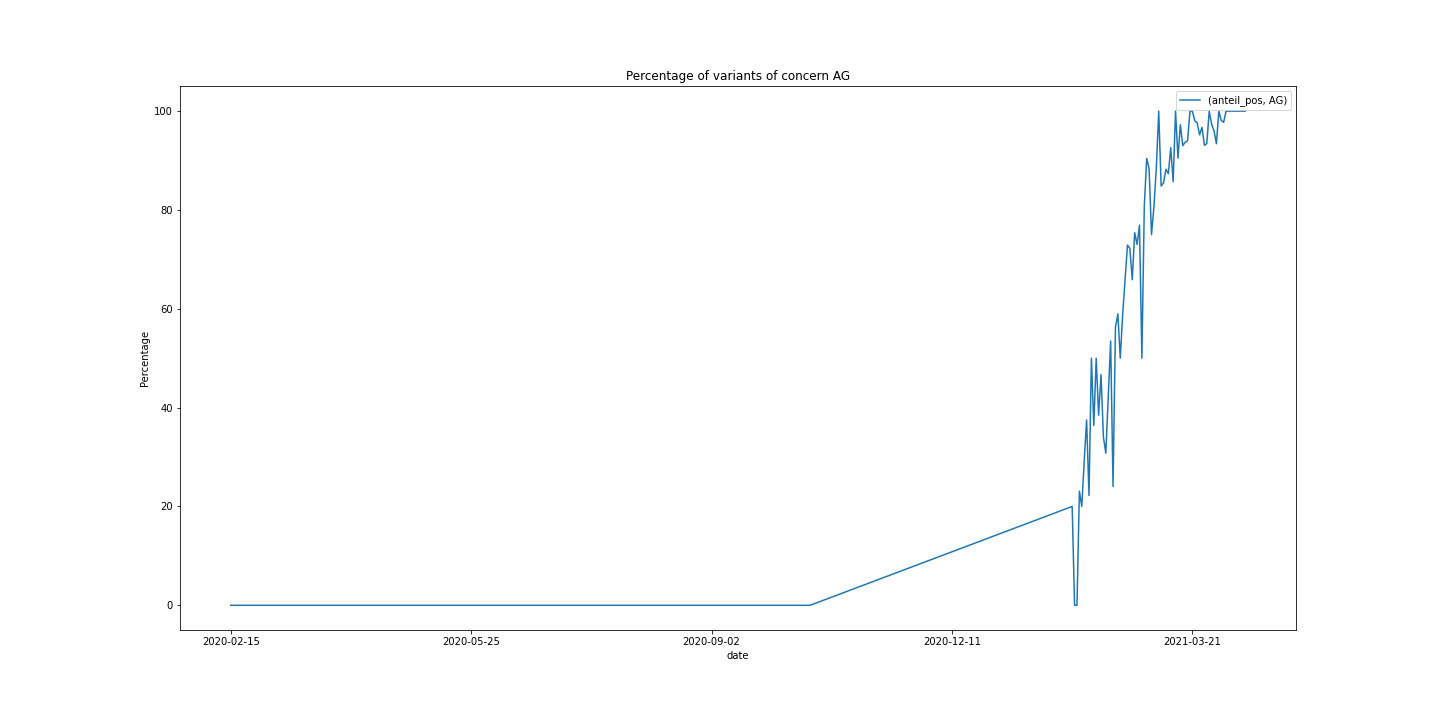 Percentage of variants of concern AG
(anteil_pos, AG)
100
80
60
40
20
0
Percentage
2020-02-15 2020-05-25 2020-09-02 2020-12-11 2021-03-21
date